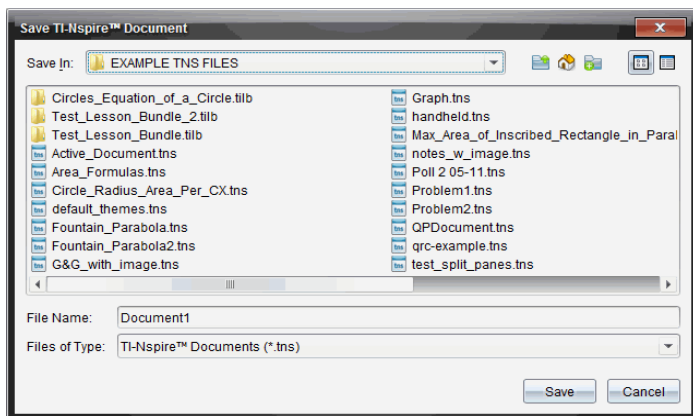 Save TI-Nspire™ Document
Save In: EXAMPLE TNS FILES
Circles_Equation_of_a_Circle.tilb
Test_Lesson_Bundle_2.tilb
Test_Lesson_Bundle.tilb
Active_Document.tns
Area_Formulas.tns
Circle_Radius_Area_Per_CX.tns
default_themes.tns
Fountain_Parabola.tns
Fountain_Parabola2.tns
G&G_with_image.tns
Graph.tns
handheld.tns
Max_Area_of_Inscribed_Rectangle_in_Paral
notes_w_image.tns
Poll 2 05-11.tns
Problem1.tns
Problem2.tns
QPDocument.tns
qrc-example.tns
test_split_panes.tns
File Name: Document1
Files of Type: TI-Nspire™ Documents (*.tns)
Save Cancel